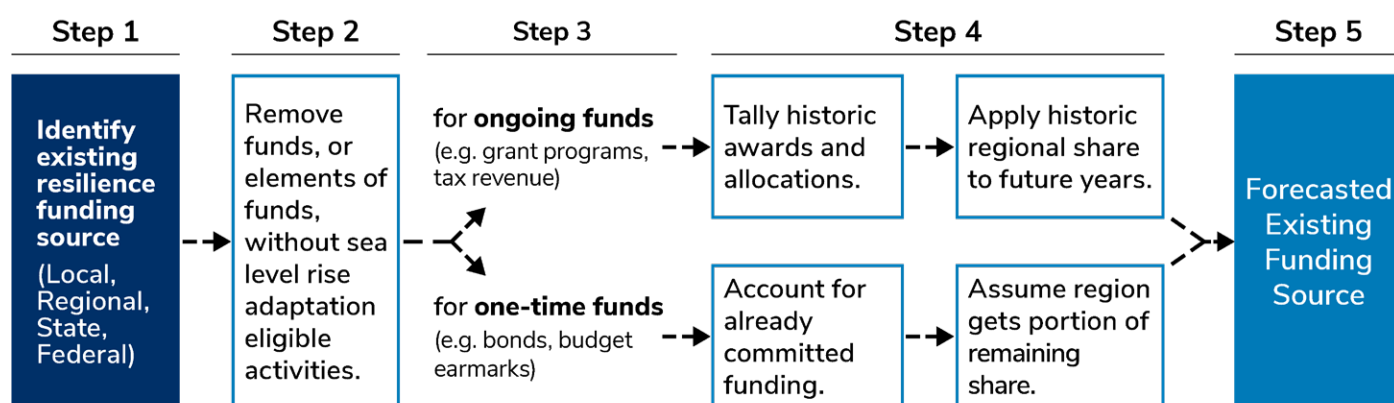 Step 1
Step 2
Step 3
Step 4
Step 5
Identify
existing
resilience
funding
source
(Local,
Regional,
State,
Federal)
Remove
funds, or
elements of
funds,
without sea
level rise
adaptation
eligible
activities.
for ongoing funds
(e.g. grant programs,
tax revenue)
Tally historic
awards and
allocations.
Apply historic
regional share
to future years.
for one-time funds
(e.g. bonds, budget
earmarks)
Account for
already
committed
funding.
Assume region
gets portion of
remaining
share.
Forecasted
Existing
Funding
Source